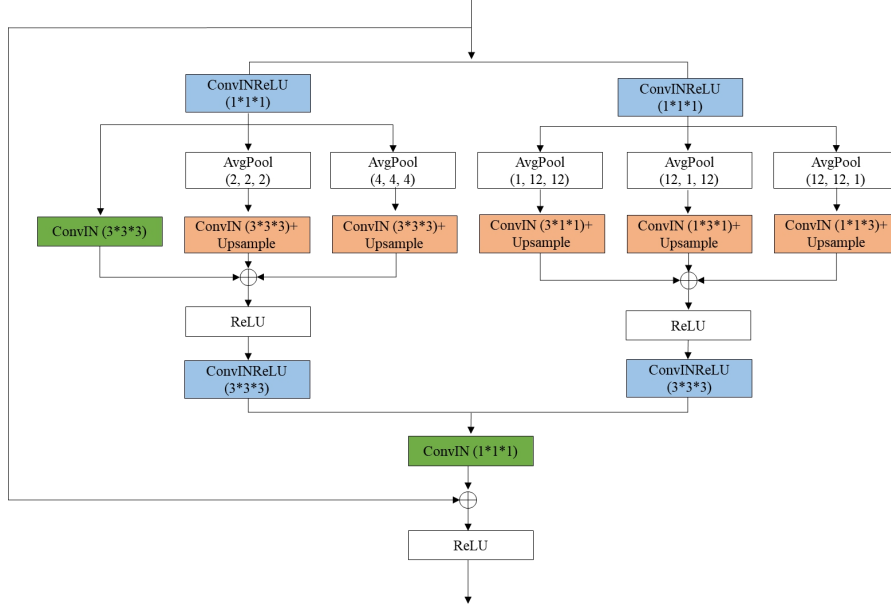 ConvINReLU
(1*1*1)
ConvINReLU
(1*1*1)
AvgPool
(2, 2, 2)
AvgPool
(4, 4, 4)
AvgPool
(1, 12, 12)
AvgPool
(12, 1, 12)
AvgPool
(12, 12, 1)
ConvIN (3*3*3)
ConvIN (3*3*3)+
Upsample
ConvIN (3*3*3)+
Upsample
ConvIN (3*1*1)+
Upsample
ConvIN (1*3*1)+
Upsample
ConvIN (1*1*3)+
Upsample
ReLU
ReLU
ConvINReLU
(3*3*3)
ConvINReLU
(3*3*3)
ConvIN (1*1*1)
ReLU